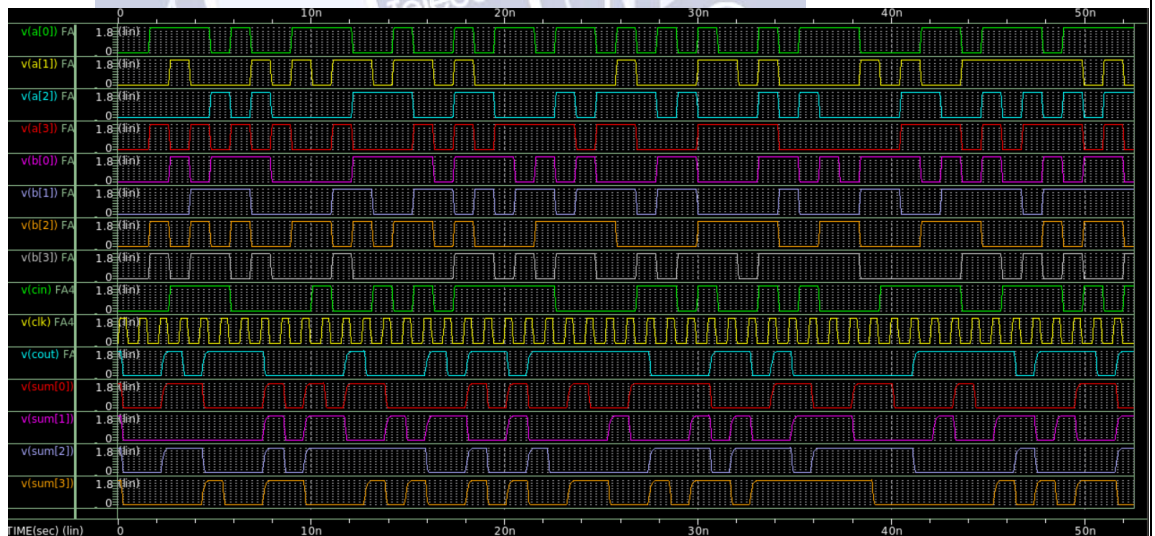 0 10n 20n 30n 40n 50n
v(a[0]) FA 1.8 (lin) 0
v(a[1]) FA 1.8 (lin) 0
v(a[2]) FA 1.8 (lin) 0
v(a[3]) FA 1.8 (lin) 0
v(b[0]) FA 1.8 (lin) 0
v(b[1]) FA 1.8 (lin) 0
v(b[2]) FA 1.8 (lin) 0
v(b[3]) FA 1.8 (lin) 0
v(cin) FA4 1.8 (lin) 0
v(clk) FA4 1.8 (lin) 0
v(cout) FA 1.8 (lin) 0
v(sum[0]) 1.8 (lin) 0
v(sum[1]) 1.8 (lin) 0
v(sum[2]) 1.8 (lin) 0
v(sum[3]) 1.8 (lin) 0
TIME(sec) (lin) 0 10n 20n 30n 40n 50n